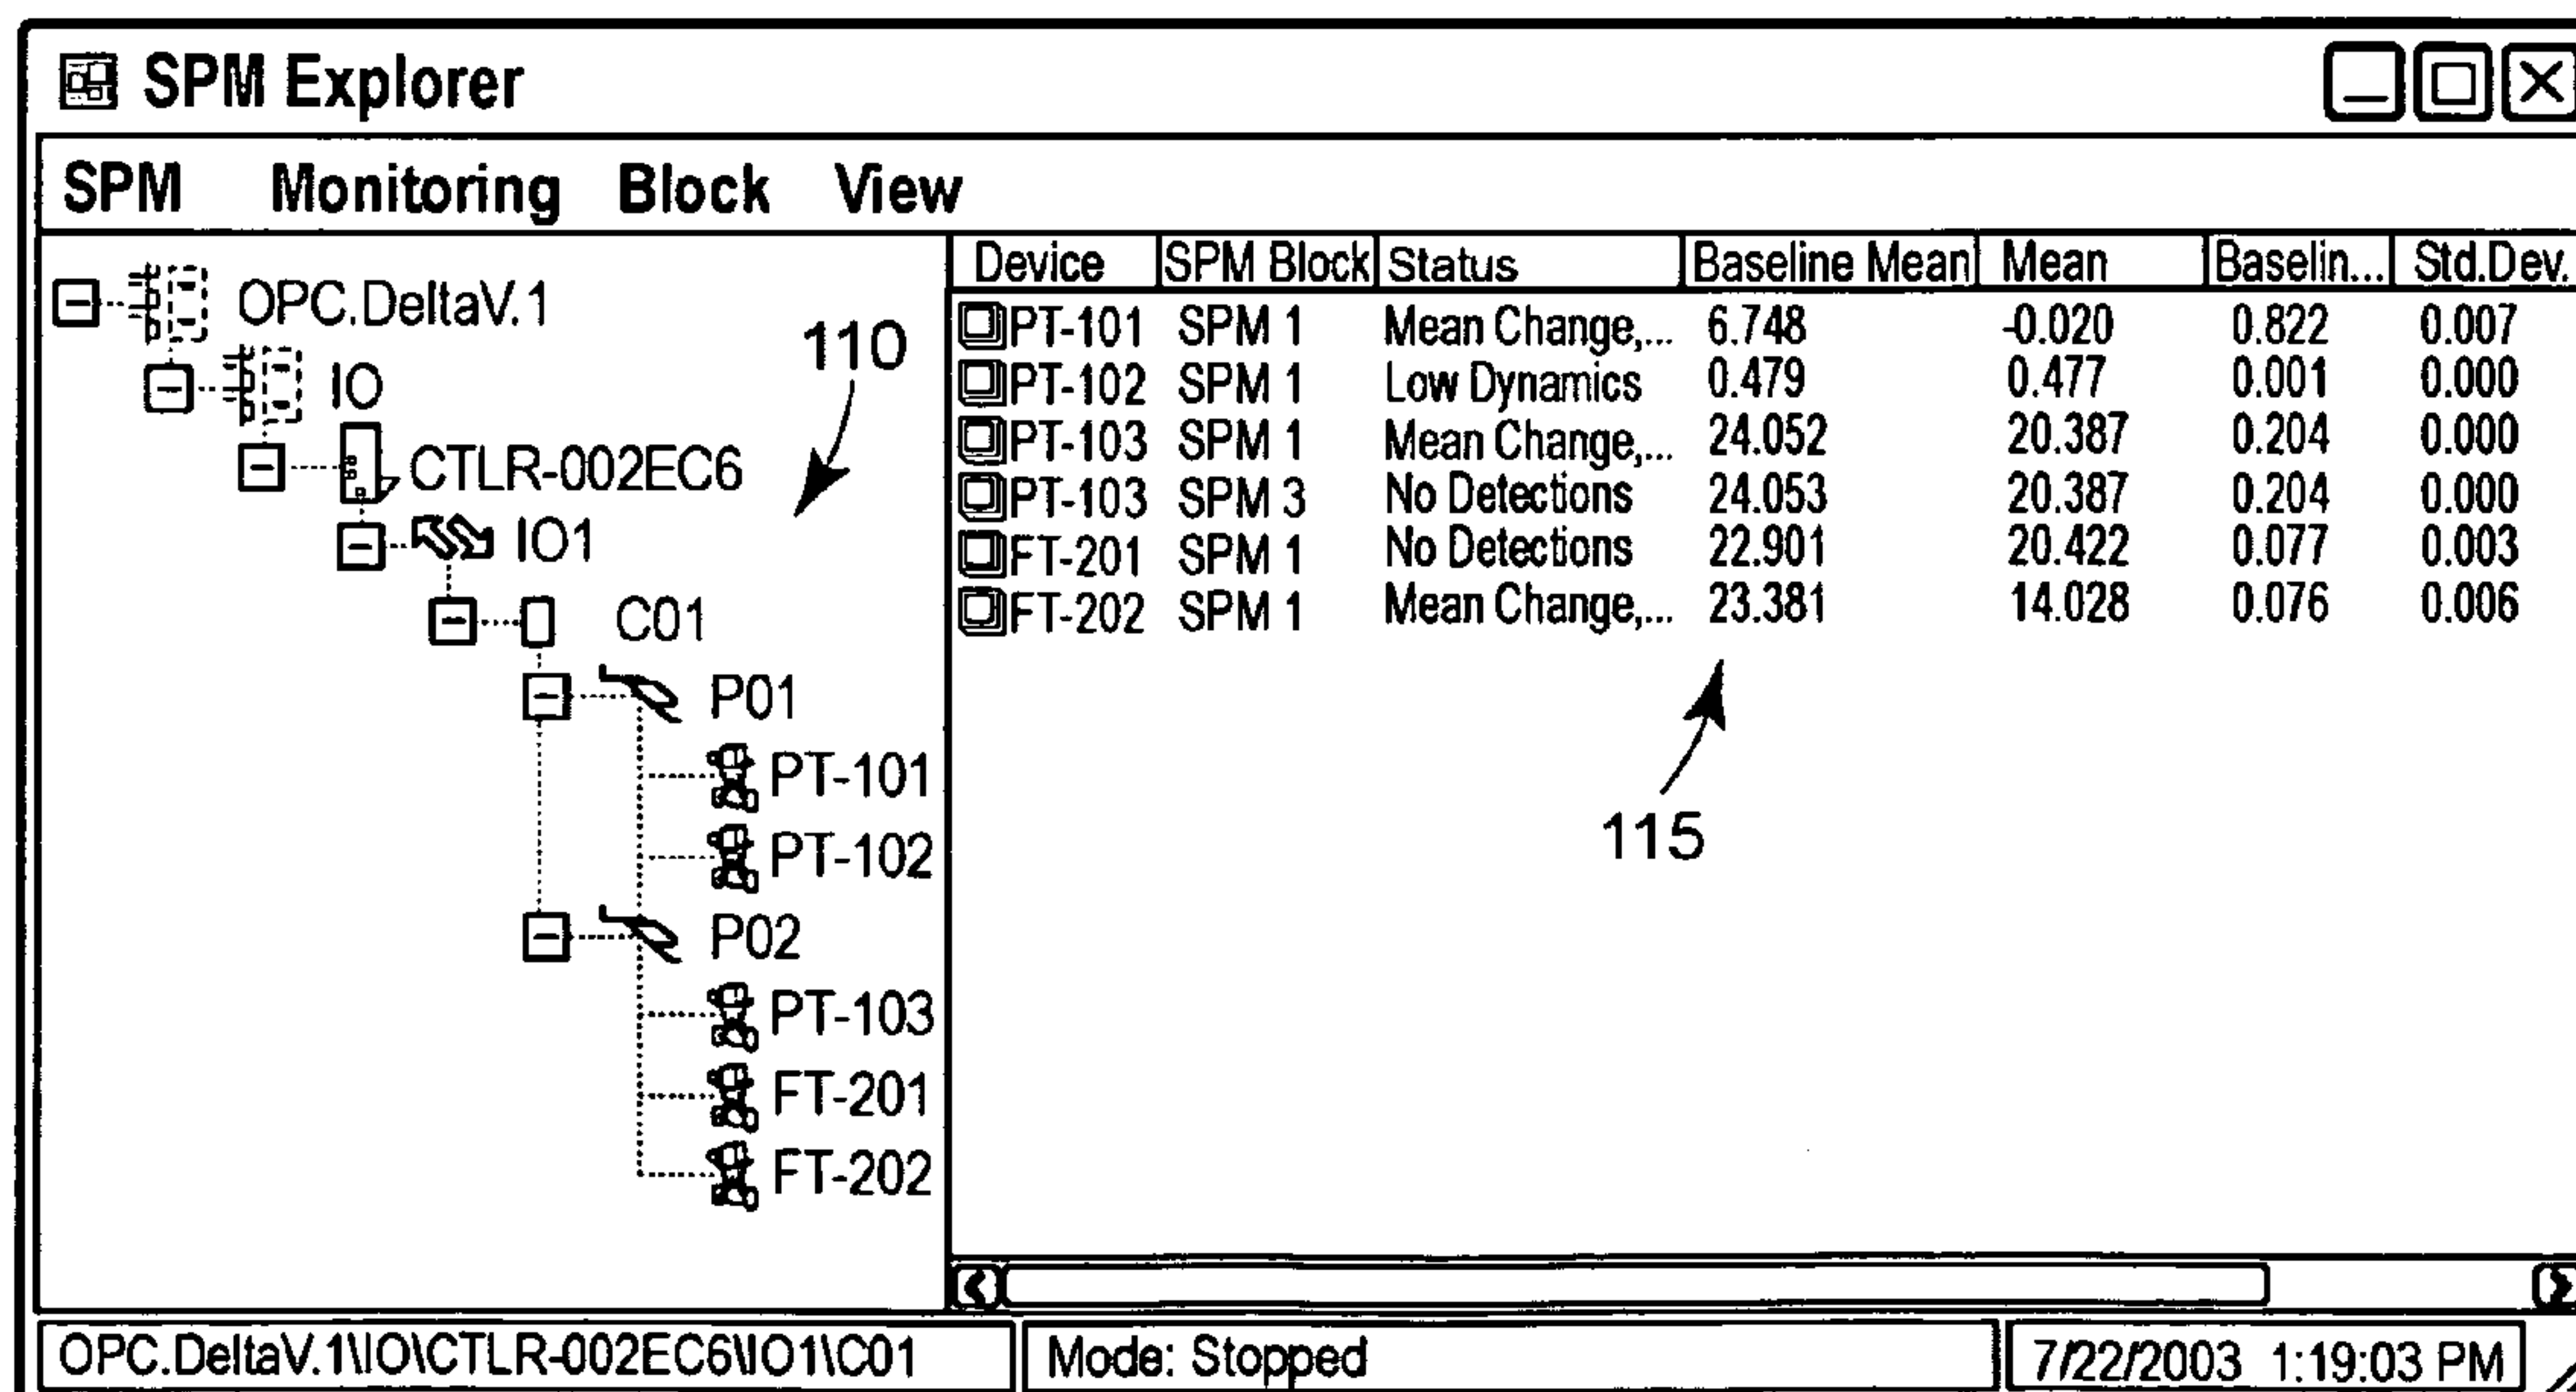 SPM Explorer
SPM Monitoring Block View
OPC.DeltaV.1
IO
CTLR-002EC6
IO1
C01
P01
PT-101
PT-102
P02
PT-103
FT-201
FT-202
110
Device SPM Block Status Baseline Mean Mean Baselin... Std.Dev.
PT-101 SPM 1 Mean Change,... 6.748 -0.020 0.822 0.007
PT-102 SPM 1 Low Dynamics 0.479 0.477 0.001 0.000
PT-103 SPM 1 Mean Change,... 24.052 20.387 0.204 0.000
PT-103 SPM 3 No Detections 24.053 20.387 0.204 0.000
FT-201 SPM 1 No Detections 22.901 20.422 0.077 0.003
FT-202 SPM 1 Mean Change,... 23.381 14.028 0.076 0.006
115
OPC.DeltaV.1\IO\CTLR-002EC6\IO1\C01 Mode: Stopped 7/22/2003 1:19:03 PM